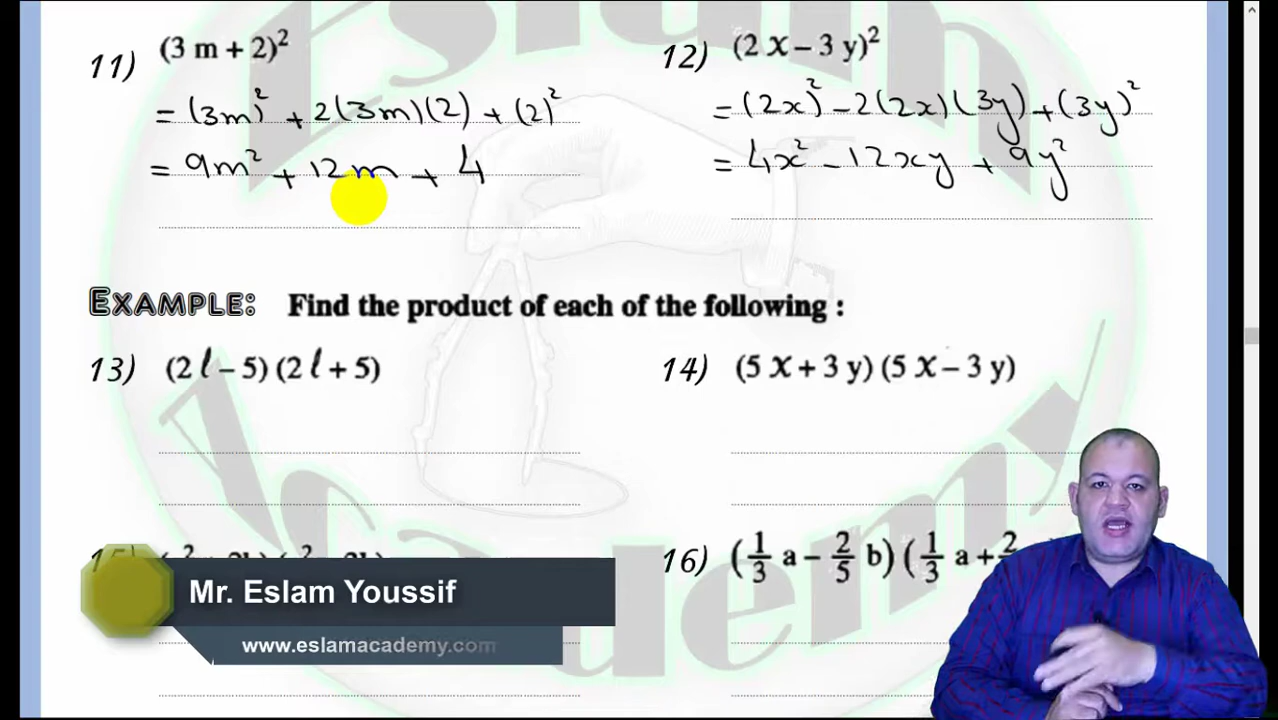 11) (3 m + 2)²
= (3m)² + 2(3m)(2) + (2)²
= 9m² + 12m + 4
12) (2 x – 3 y)²
= (2x)² – 2(2x)(3y) + (3y)²
= 4x² – 12xy + 9y²
EXAMPLE: Find the product of each of the following :
13) (2 ℓ – 5) (2 ℓ + 5)
14) (5 x + 3 y) (5 x – 3 y)
15)
16) (1/3 a – 2/5 b) (1/3 a + 2/
Mr. Eslam Youssif
www.eslamacademy.com